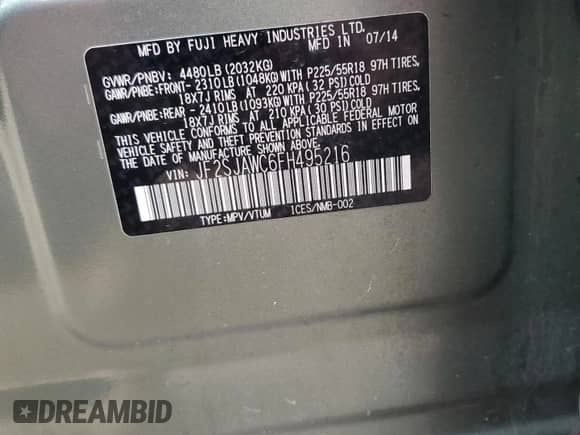 MFD BY FUJI HEAVY INDUSTRIES LTD.
MFD IN 07/14
GVWR/PNBV: 4480LB(2032KG)
GAWR/PNBE:FRONT-2310LB(1048KG)WITH P225/55R18 97H TIRES,
18X7J RIMS AT 220 KPA(32 PSI)COLD
GAWR/PNBE:REAR -2410LB(1093KG)WITH P225/55R18 97H TIRES,
18X7J RIMS AT 210 KPA(30 PSI)COLD
THIS VEHICLE CONFORMS TO ALL APPLICABLE FEDERAL MOTOR
VEHICLE SAFETY AND BUMPER STANDARDS IN EFFECT ON
THE DATE OF MANUFACTURE SHOWN ABOVE.
VIN: JF2SJAWC6FH495216
TYPE:MPV/VTUM ICES/NMB-002
DREAMBID